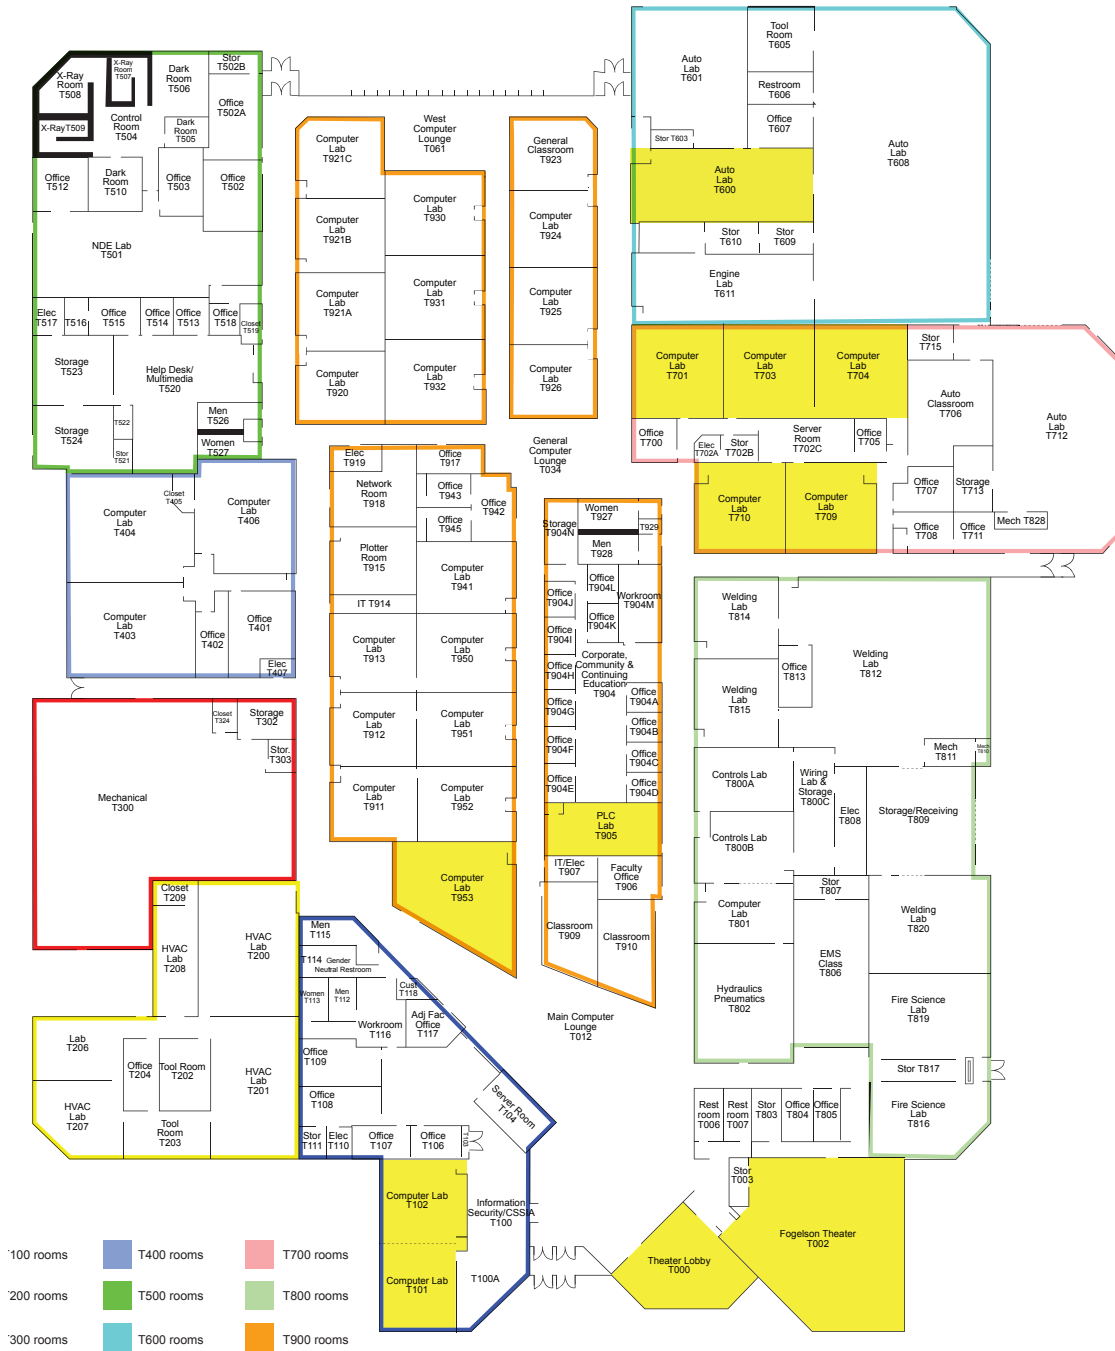 X-Ray
Room
T508
X-Ray
Room
T507
Dark
Room
T506
Stor
T502B
Office
T502A
Control
Room
T504
Dark
Room
T505
X-RayT509
Office
T512
Dark
Room
T510
Office
T503
Office
T502
NDE Lab
T501
Elec
T517
T516
Office
T515
Office
T514
Office
T513
Office
T518
Closet
T519
Storage
T523
Help Desk/
Multimedia
T520
Storage
T524
T522
Stor
T521
Men
T526
Women
T527
Computer
Lab
T921C
West
Computer
Lounge
T061
General
Classroom
T923
Computer
Lab
T930
Computer
Lab
T921B
Computer
Lab
T924
Computer
Lab
T921A
Computer
Lab
T931
Computer
Lab
T925
Computer
Lab
T920
Computer
Lab
T932
Computer
Lab
T926
Auto
Lab
T601
Tool
Room
T605
Restroom
T606
Office
T607
Stor T603
Auto
Lab
T608
Auto
Lab
T600
Stor
T610
Stor
T609
Engine
Lab
T611
Computer
Lab
T701
Computer
Lab
T703
Computer
Lab
T704
Stor
T715
Auto
Classroom
T706
Auto
Lab
T712
Office
T700
Elec
T702A
Stor
T702B
Server
Room
T702C
Office
T705
Computer
Lab
T710
Computer
Lab
T709
Office
T707
Storage
T713
Office
T708
Office
T711
Mech T828
General
Computer
Lounge
T034
Closet
T405
Computer
Lab
T404
Computer
Lab
T406
Computer
Lab
T403
Office
T402
Office
T401
Elec
T407
Elec
T919
Office
T917
Network
Room
T918
Office
T943
Office
T942
Office
T945
Plotter
Room
T915
Computer
Lab
T941
IT T914
Computer
Lab
T913
Computer
Lab
T950
Computer
Lab
T912
Computer
Lab
T951
Computer
Lab
T911
Computer
Lab
T952
Computer
Lab
T953
Storage
T904N
Women
T927
T929
Men
T928
Office
T904L
Office
T904J
Workroom
T904M
Office
T904K
Office
T904I
Corporate,
Community &
Continuing
Education
T904
Office
T904H
Office
T904A
Office
T904G
Office
T904B
Office
T904F
Office
T904C
Office
T904E
Office
T904D
PLC
Lab
T905
IT/Elec
T907
Faculty
Office
T906
Classroom
T909
Classroom
T910
Welding
Lab
T814
Office
T813
Welding
Lab
T812
Welding
Lab
T815
Mech
T811
Mech
T810
Controls Lab
T800A
Wiring
Lab &
Storage
T800C
Elec
T808
Storage/Receiving
T809
Controls Lab
T800B
Stor
T807
Computer
Lab
T801
Welding
Lab
T820
EMS
Class
T806
Hydraulics
Pneumatics
T802
Fire Science
Lab
T819
Stor T817
Fire Science
Lab
T816
Closet
T324
Storage
T302
Stor.
T303
Mechanical
T300
Closet
T209
HVAC
Lab
T208
HVAC
Lab
T200
Lab
T206
Office
T204
Tool Room
T202
HVAC
Lab
T201
HVAC
Lab
T207
Tool
Room
T203
Men
T115
T114
Gender
Neutral Restroom
Women
T113
Men
T112
Cust
T118
Workroom
T116
Adj Fac
Office
T117
Office
T109
Office
T108
Server Room
T104
Stor
T111
Elec
T110
Office
T107
Office
T106
T103
Computer Lab
T102
Information
Security/CSSIA
T100
Computer Lab
T101
T100A
Main Computer
Lounge
T012
Rest
room
T006
Rest
room
T007
Stor
T803
Office
T804
Office
T805
Stor
T003
Theater Lobby
T000
Fogelson Theater
T002
100 rooms
T400 rooms
T700 rooms
200 rooms
T500 rooms
T800 rooms
300 rooms
T600 rooms
T900 rooms